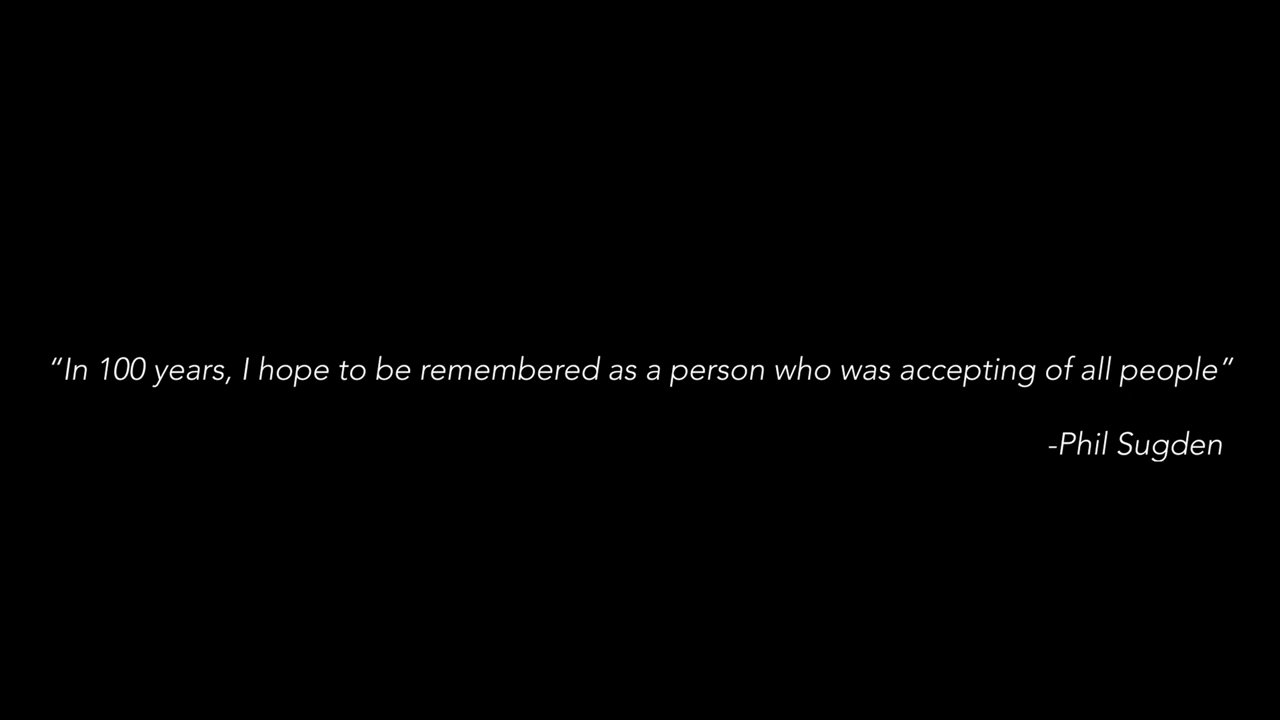 “In 100 years, I hope to be remembered as a person who was accepting of all people”
-Phil Sugden